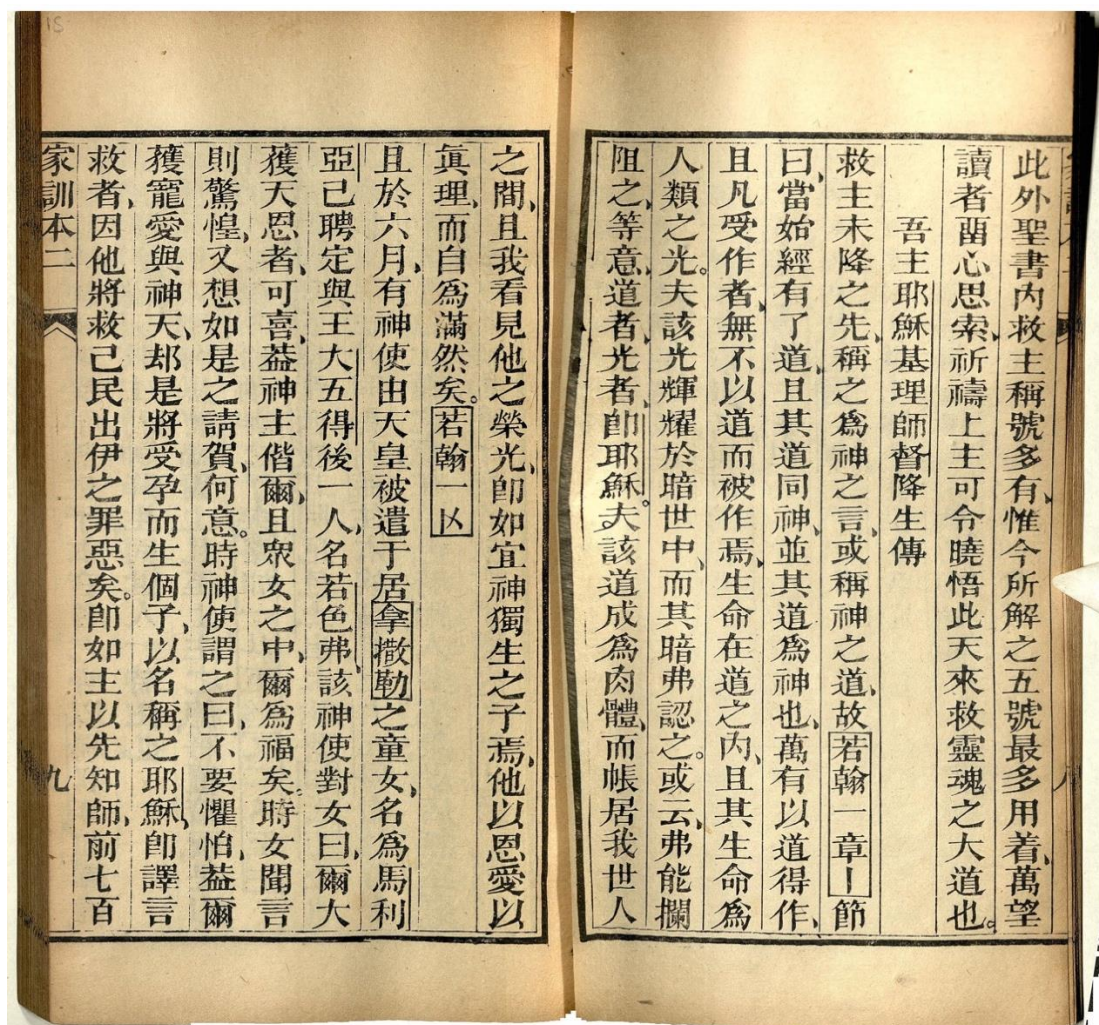 此外聖書內救主稱號多有、惟今所解之五號最多用着、萬望
讀者畱心思索、祈禱上主可令曉悟此天來救靈魂之大道也。
吾主耶穌基理師督降生傳
救主未降之先、稱之為神之言、或稱神之道、故若翰一章〡節
曰、當始經有了道、且其道同神、並其道為神也、萬有以道得作、
且凡受作者、無不以道而被作焉、生命在道之內、且其生命為
人類之光。夫該光輝耀於暗世中、而其暗弗認之。或云、弗能攔
阻之、等意、道者、光者、卽耶穌。夫該道成為肉體、而帳居我世人
之間、且我看見他之榮光、卽如宜神獨生之子焉、他以恩愛以
眞理、而自為滿然矣。若翰一〤
且於六月、有神使由天皇被遣于居拿撒勒之童女、名為馬利
亞已聘定與王大五得後一人、名若色弗、該神使對女曰、爾大
獲天恩者、可喜、葢神主偕爾、且衆女之中、爾為福矣。時女聞言
則驚惶、又想如是之請賀、何意。時神使謂之曰、不要懼怕、葢爾
獲寵愛與神天、却是將受孕而生個子、以名稱之耶穌、卽譯言
救者、因他將救己民出伊之罪惡矣。卽如主以先知師、前七百
家訓本二
九